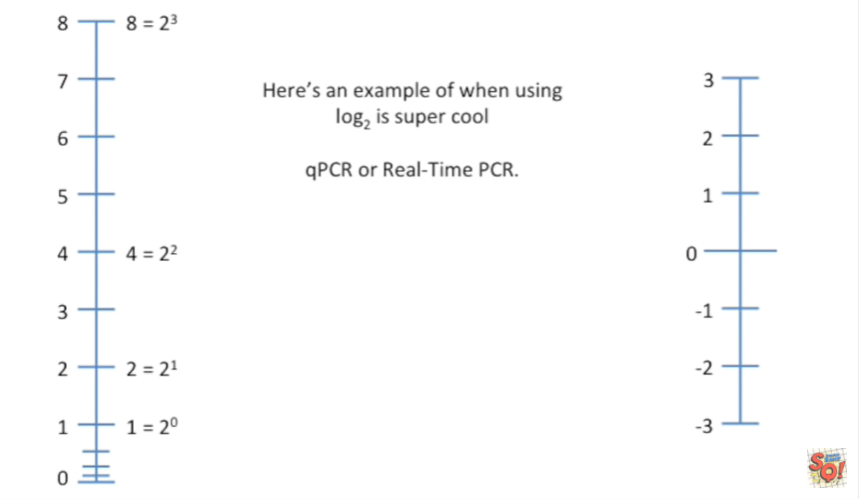 8 8 = 2³
7
6
5
4 4 = 2²
3
2 2 = 2¹
1 1 = 2⁰
0
Here's an example of when using
log₂ is super cool
qPCR or Real-Time PCR.
3
2
1
0
-1
-2
-3
SQ!